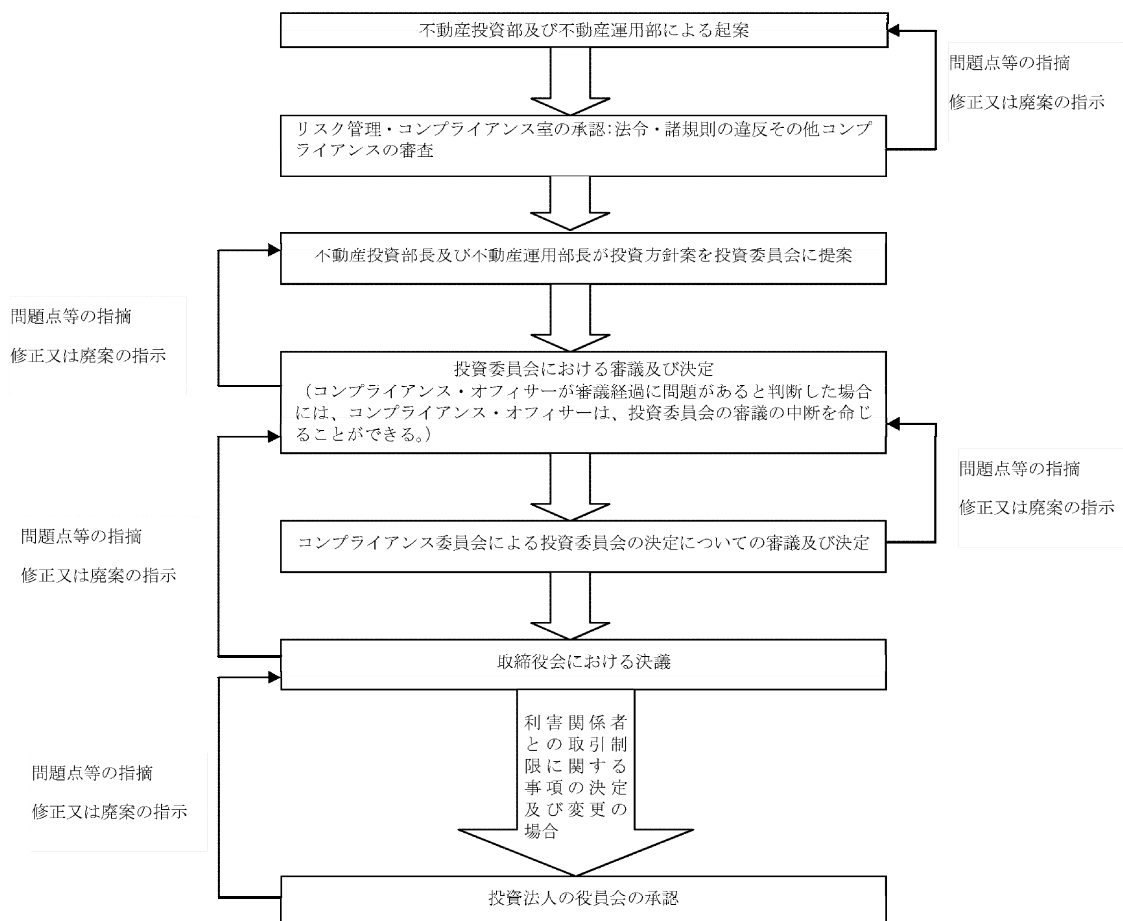 不動産投資部及び不動産運用部による起案
問題点等の指摘
修正又は廃案の指示
リスク管理・コンプライアンス室の承認：法令・諸規則の違反その他コンプ
ライアンスの審査
不動産投資部長及び不動産運用部長が投資方針案を投資委員会に提案
問題点等の指摘
修正又は廃案の指示
投資委員会における審議及び決定
（コンプライアンス・オフィサーが審議経過に問題があると判断した場合
には、コンプライアンス・オフィサーは、投資委員会の審議の中断を命じ
ることができる。）
問題点等の指摘
修正又は廃案の指示
コンプライアンス委員会による投資委員会の決定についての審議及び決定
問題点等の指摘
修正又は廃案の指示
取締役会における決議
利害関係者
との取引制
限に関する
事項の決定
及び変更の
場合
問題点等の指摘
修正又は廃案の指示
投資法人の役員会の承認